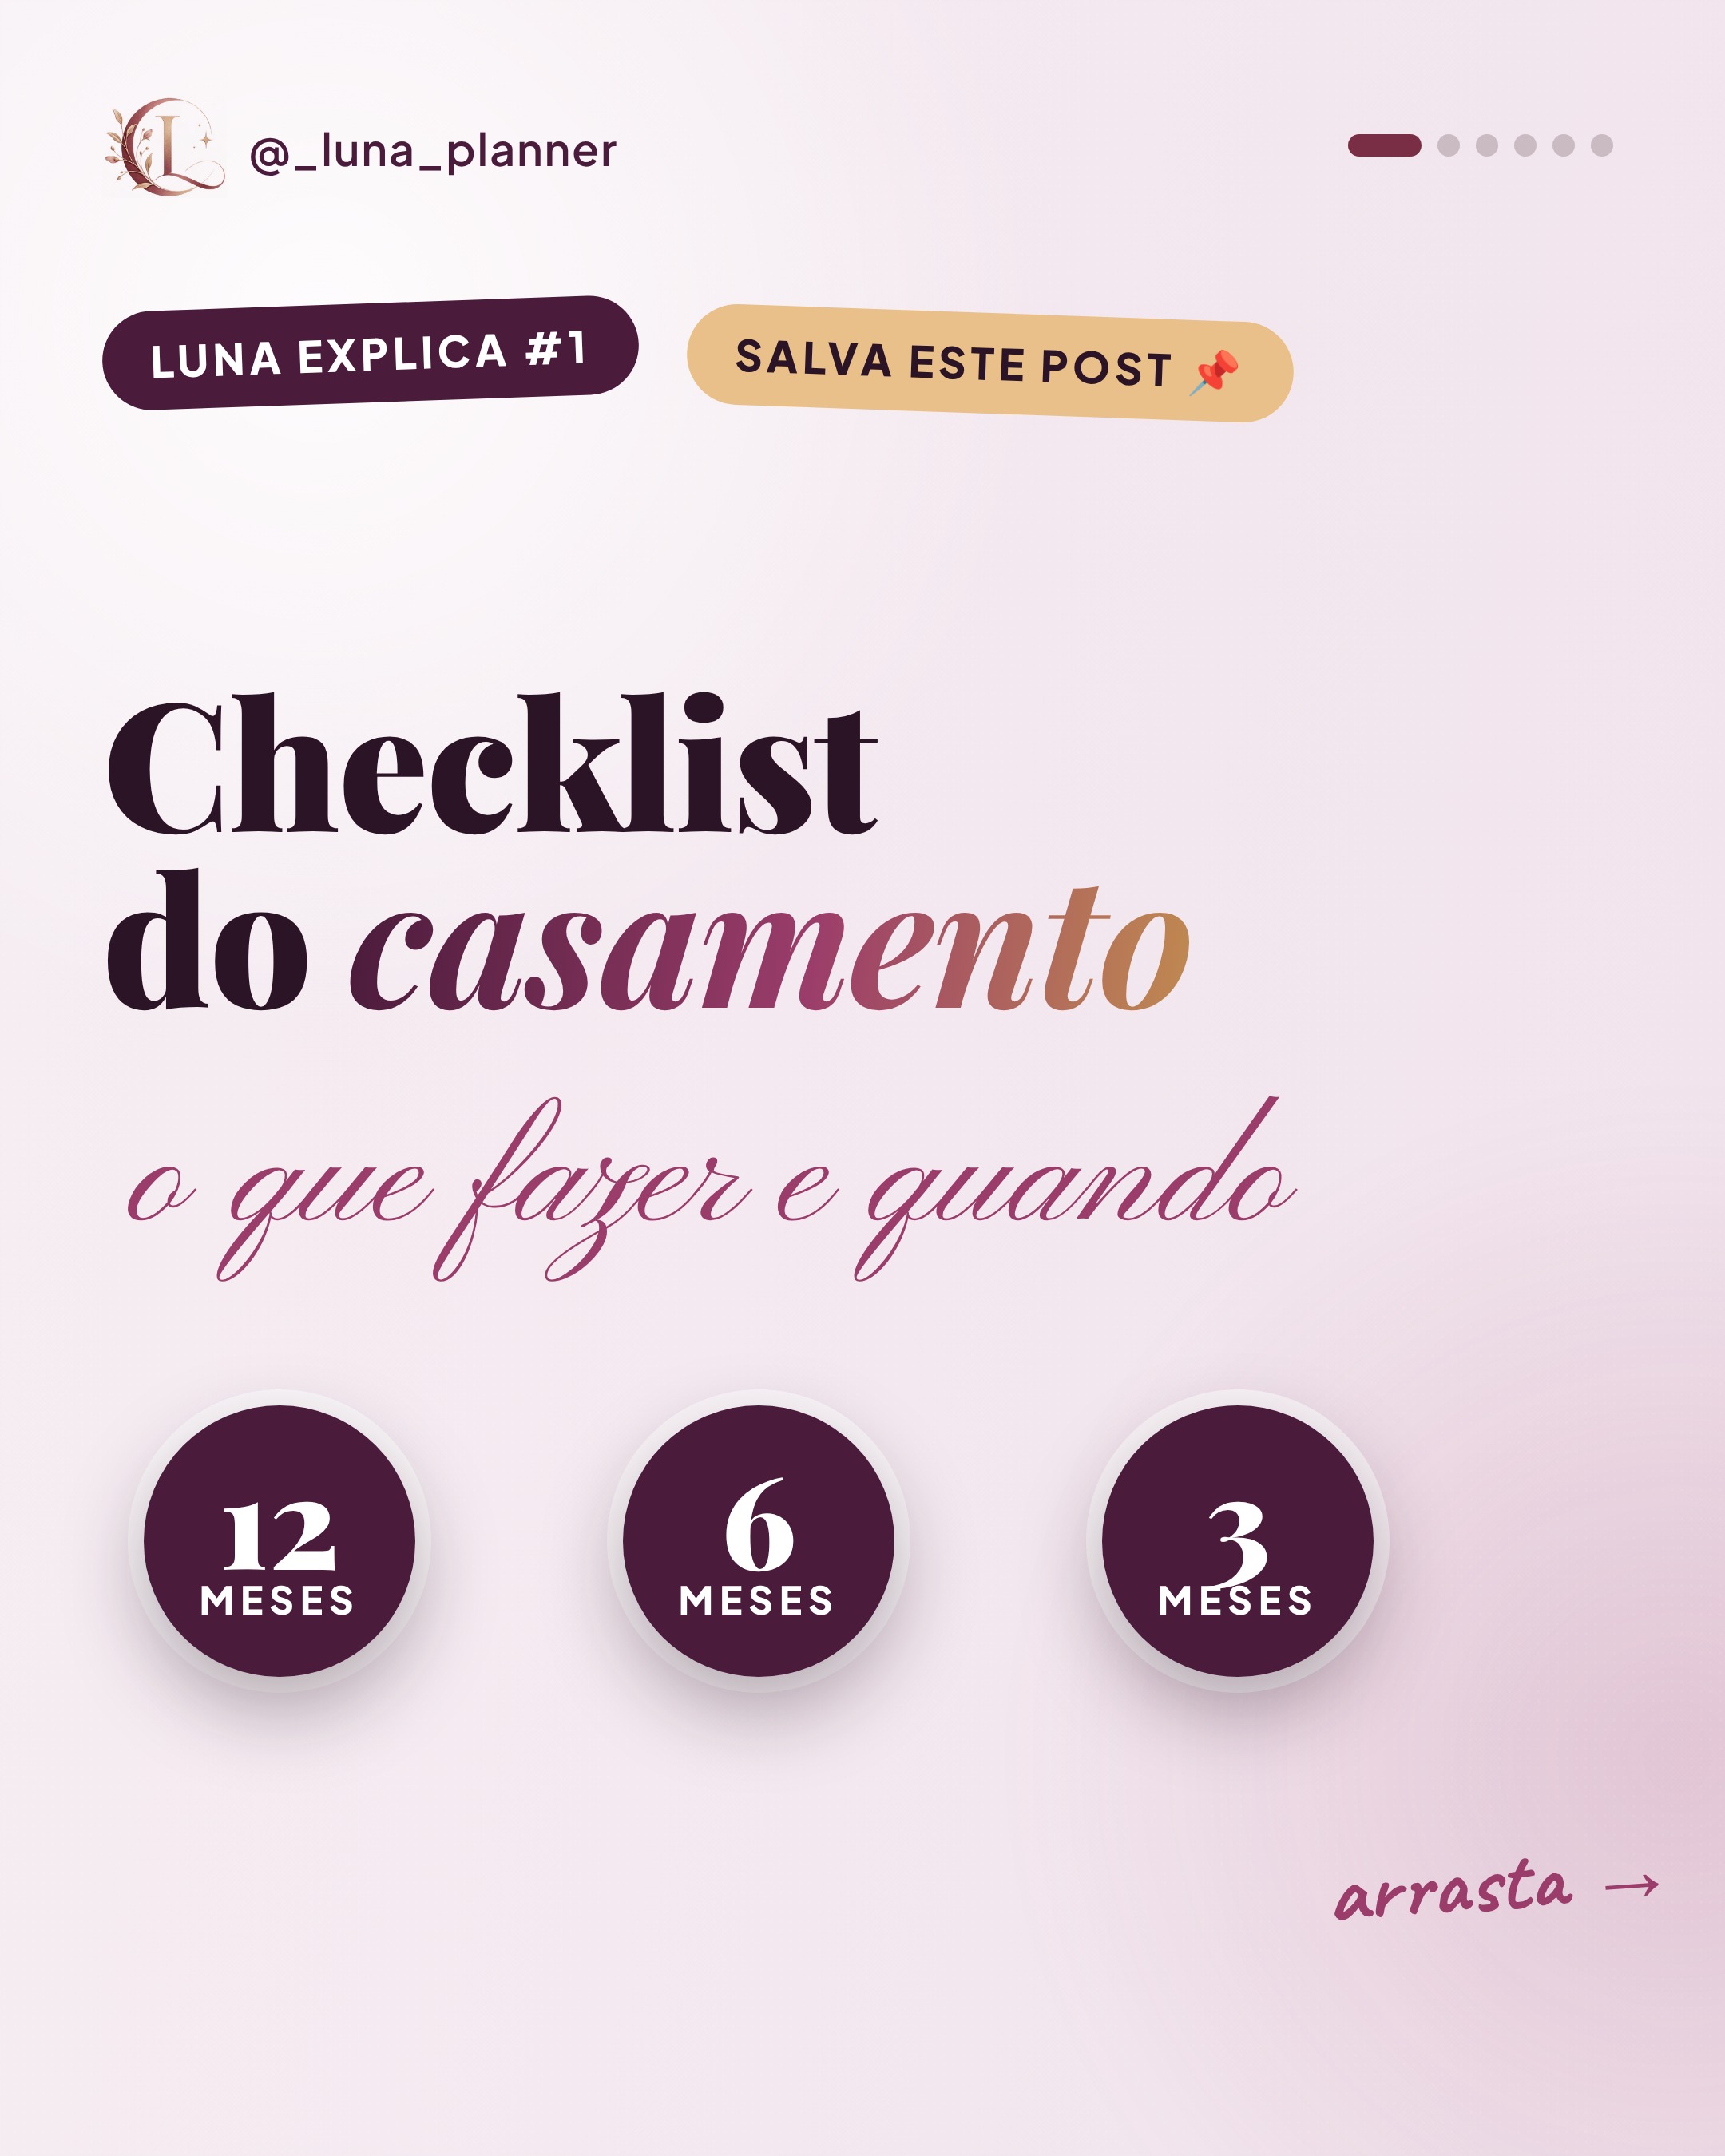 L
@_luna_planner
LUNA EXPLICA #1
SALVA ESTE POST 📌
Checklist
do casamento
o que fazer e quando
12
MESES
6
MESES
3
MESES
arrasta →